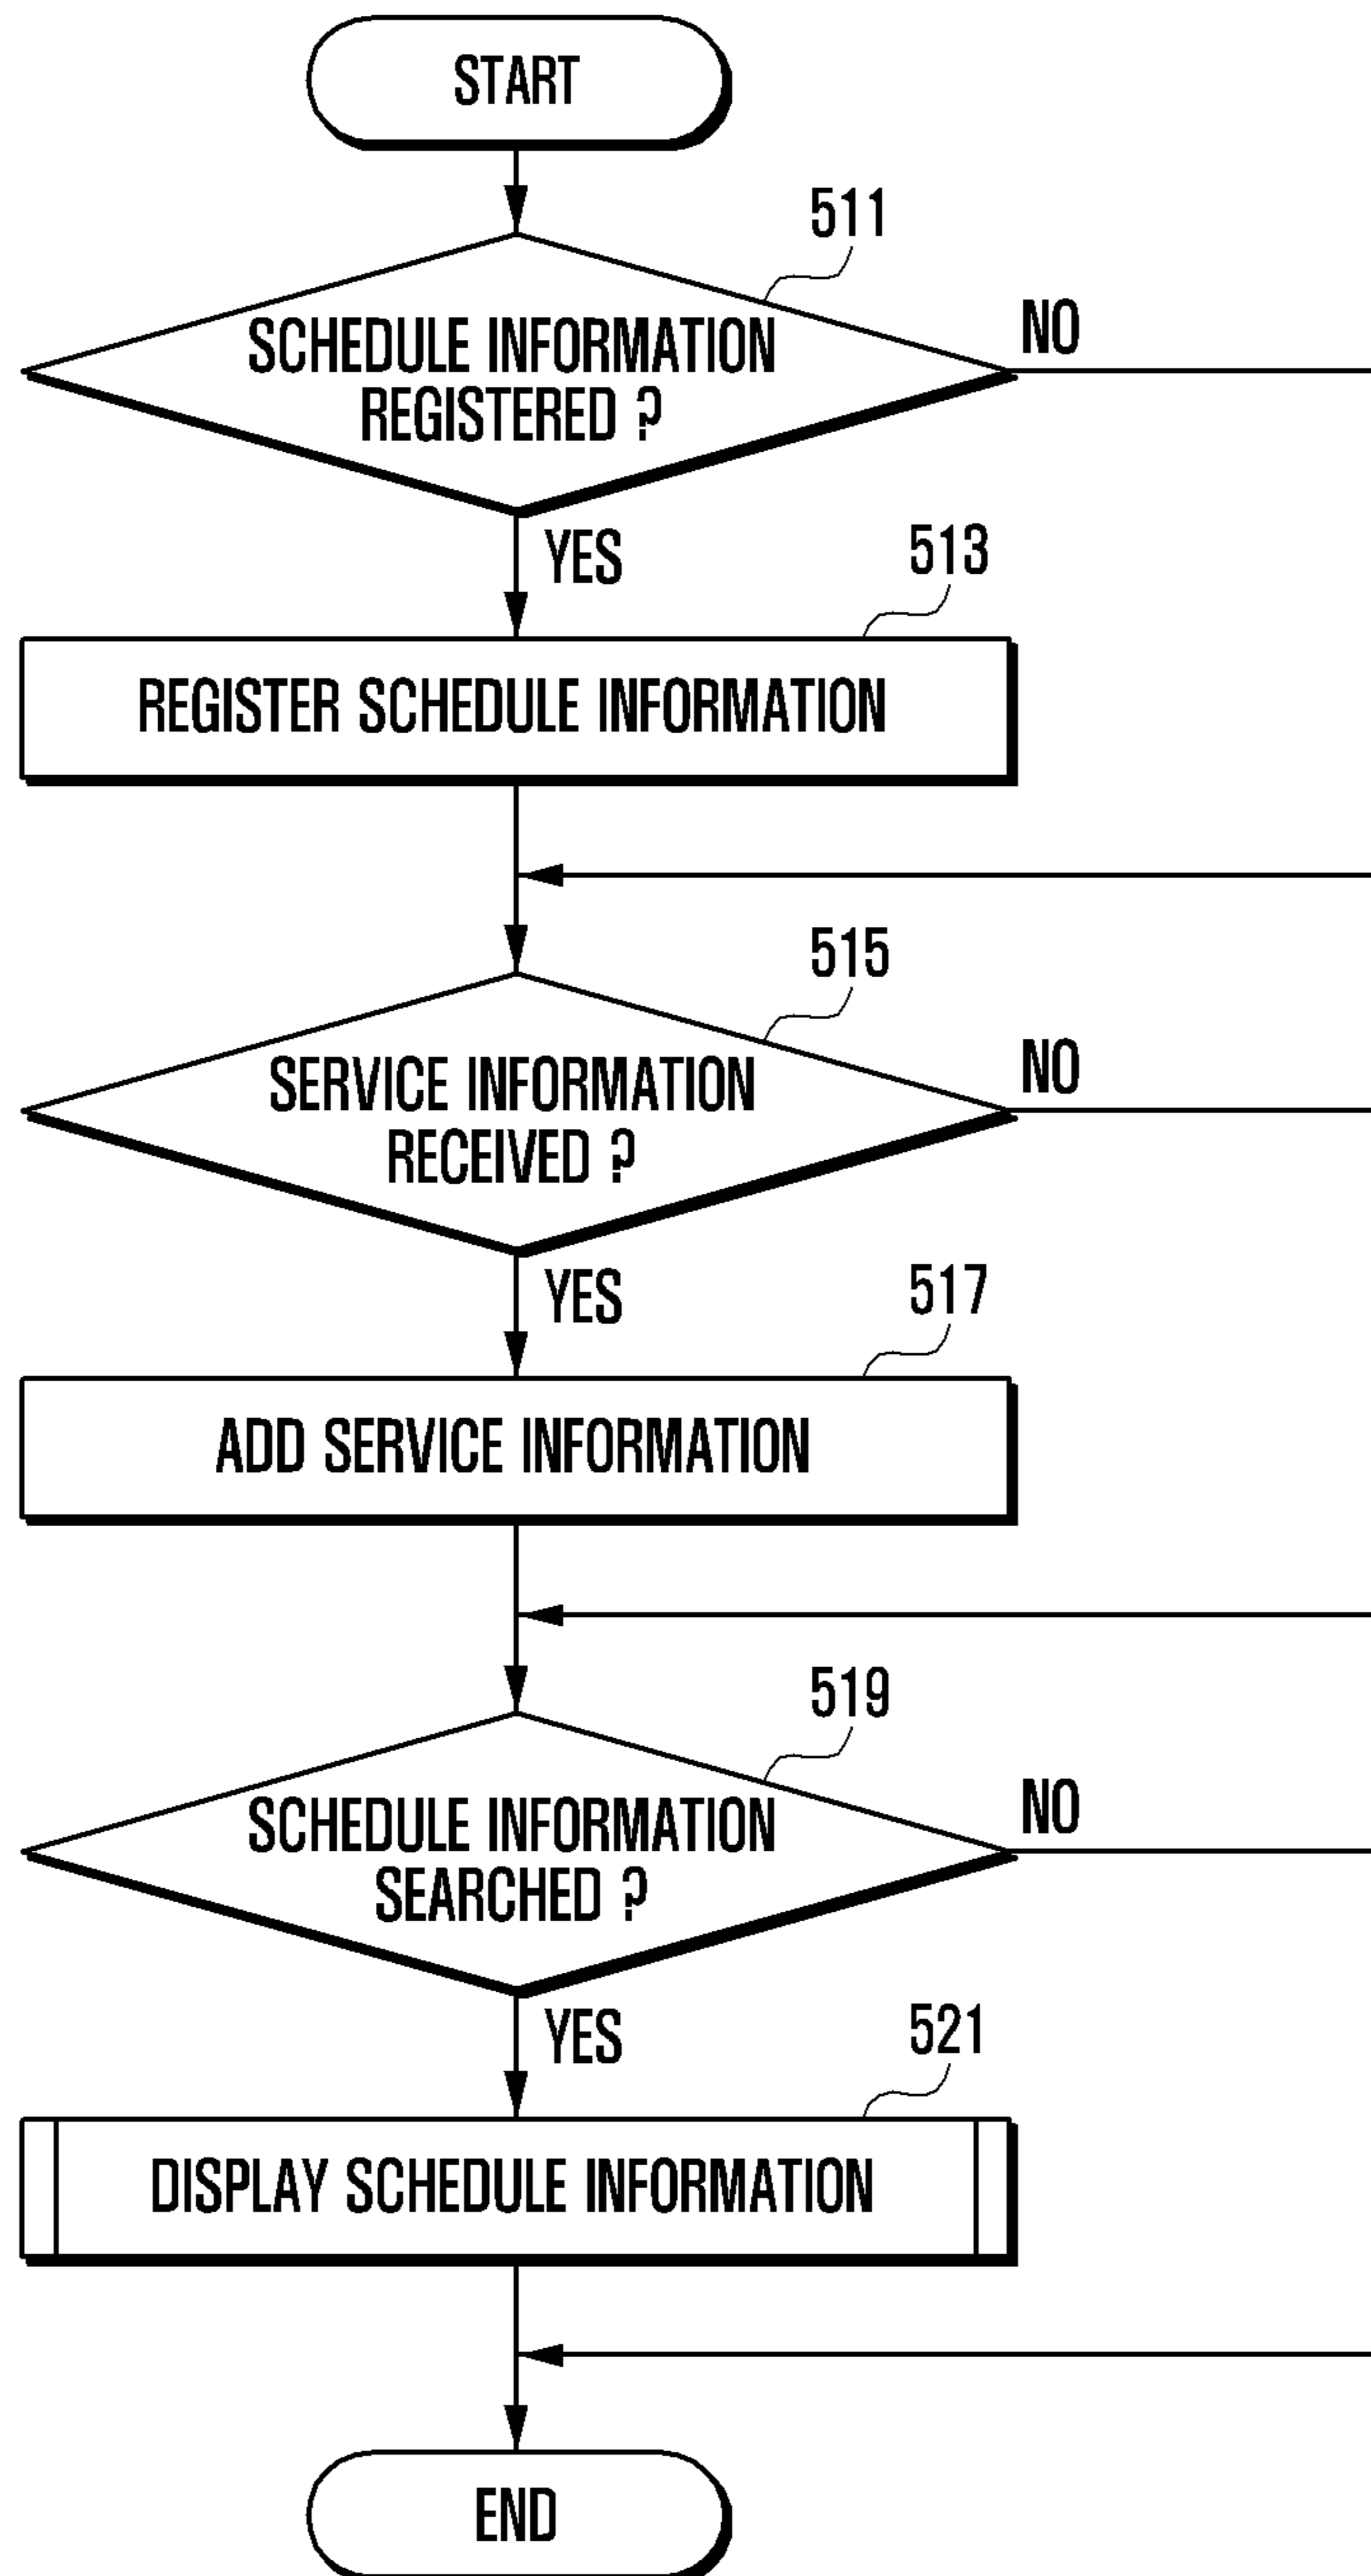 START
511
SCHEDULE INFORMATION
REGISTERED ?
NO
YES
513
REGISTER SCHEDULE INFORMATION
515
SERVICE INFORMATION
RECEIVED ?
NO
YES
517
ADD SERVICE INFORMATION
519
SCHEDULE INFORMATION
SEARCHED ?
NO
YES
521
DISPLAY SCHEDULE INFORMATION
END